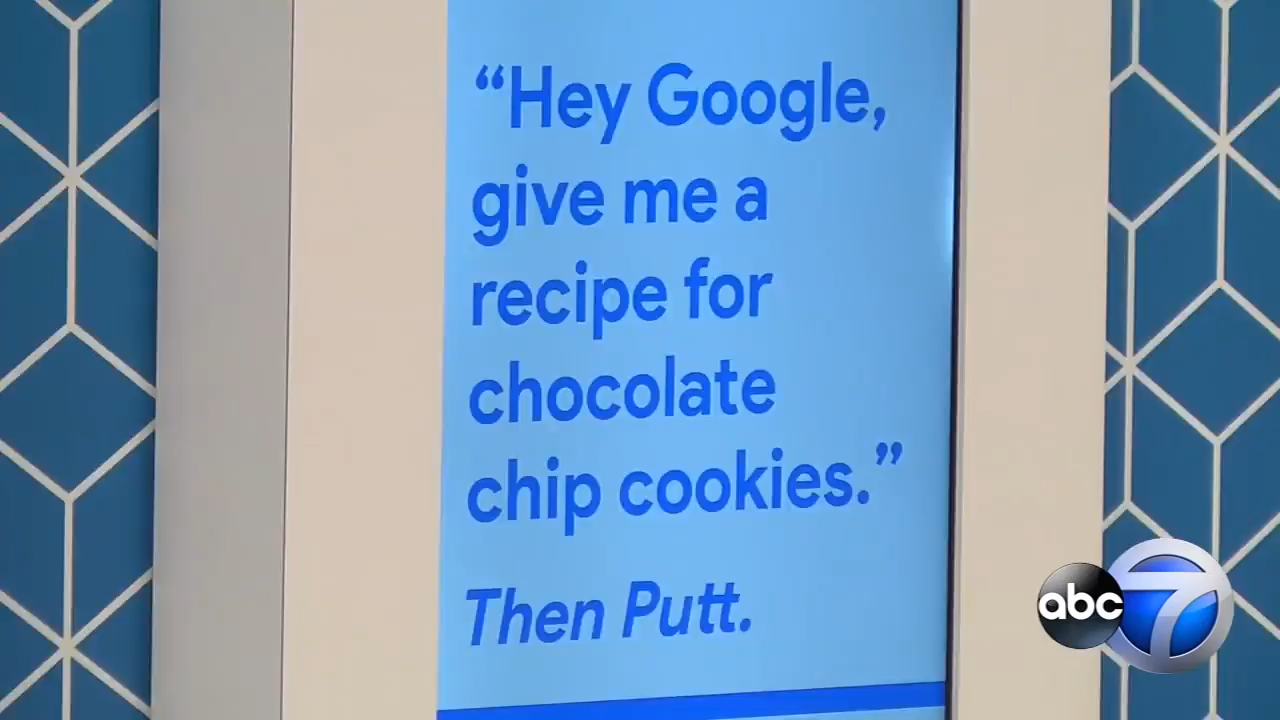 “Hey Google,
give me a
recipe for
chocolate
chip cookies.”
Then Putt.
abc 7